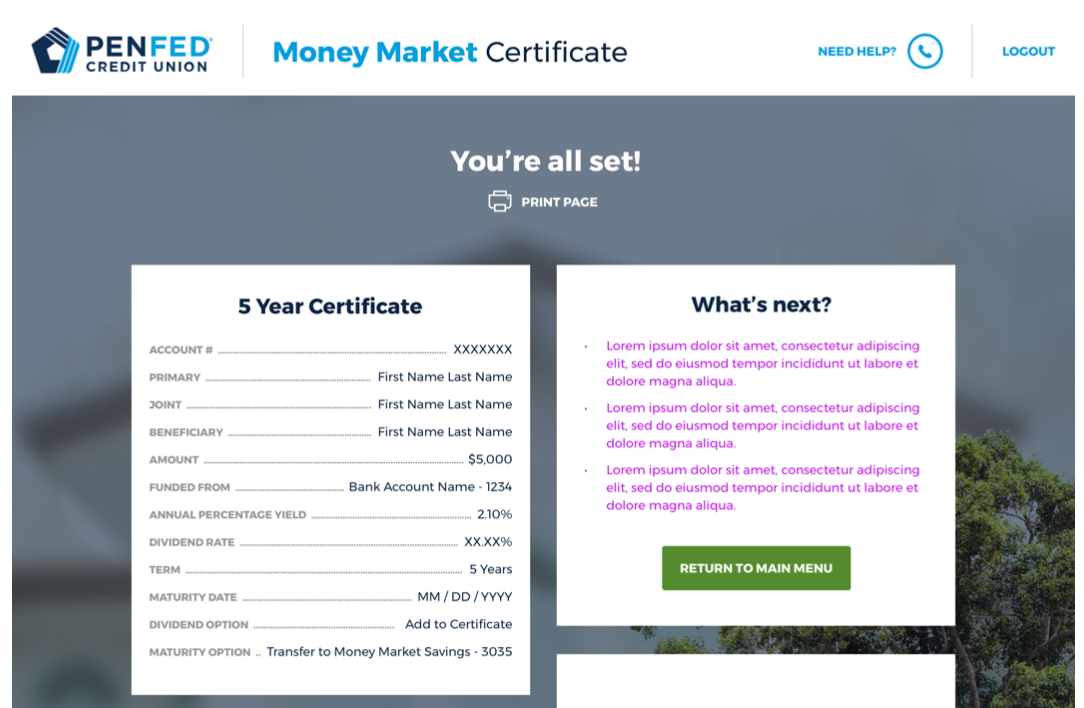 PENFED®
CREDIT UNION
Money Market Certificate
NEED HELP?
LOGOUT
You’re all set!
PRINT PAGE
5 Year Certificate
ACCOUNT # XXXXXXX
PRIMARY First Name Last Name
JOINT First Name Last Name
BENEFICIARY First Name Last Name
AMOUNT $5,000
FUNDED FROM Bank Account Name - 1234
ANNUAL PERCENTAGE YIELD 2.10%
DIVIDEND RATE XX.XX%
TERM 5 Years
MATURITY DATE MM / DD / YYYY
DIVIDEND OPTION Add to Certificate
MATURITY OPTION Transfer to Money Market Savings - 3035
What’s next?
· Lorem ipsum dolor sit amet, consectetur adipiscing
elit, sed do eiusmod tempor incididunt ut labore et
dolore magna aliqua.
· Lorem ipsum dolor sit amet, consectetur adipiscing
elit, sed do eiusmod tempor incididunt ut labore et
dolore magna aliqua.
· Lorem ipsum dolor sit amet, consectetur adipiscing
elit, sed do eiusmod tempor incididunt ut labore et
dolore magna aliqua.
RETURN TO MAIN MENU